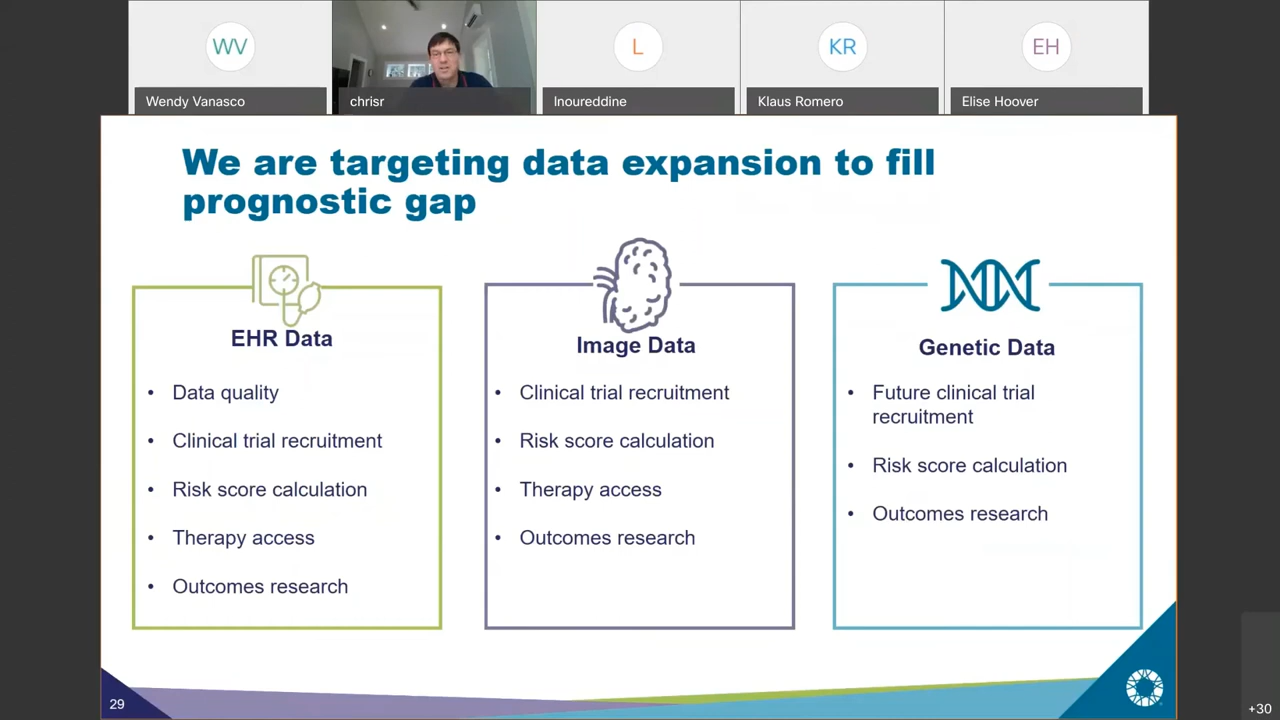 WV
L
KR
EH
Wendy Vanasco
chrisr
lnoureddine
Klaus Romero
Elise Hoover
We are targeting data expansion to fill
prognostic gap
EHR Data
• Data quality
• Clinical trial recruitment
• Risk score calculation
• Therapy access
• Outcomes research
Image Data
• Clinical trial recruitment
• Risk score calculation
• Therapy access
• Outcomes research
Genetic Data
• Future clinical trial
recruitment
• Risk score calculation
• Outcomes research
29
+30